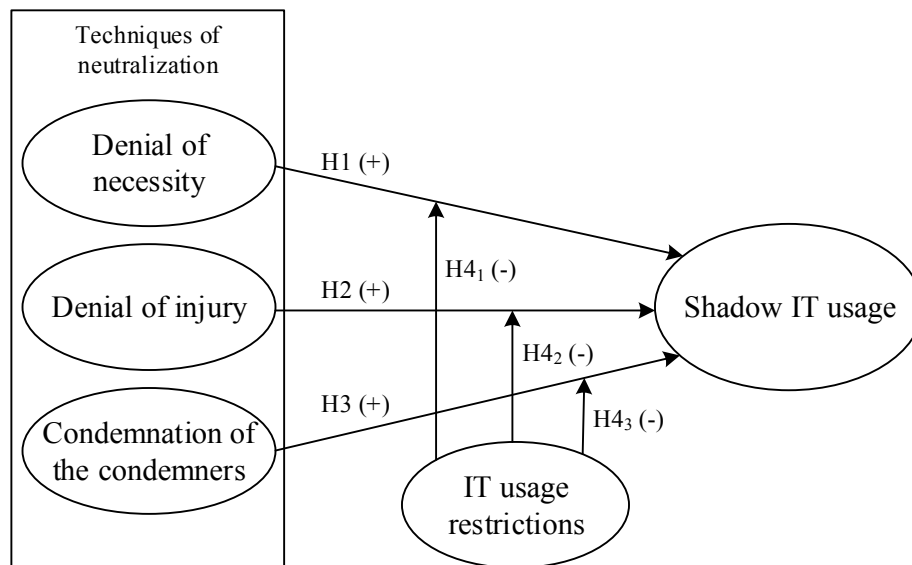 Techniques of
neutralization
Denial of
necessity
H1 (+)
H4₁ (-)
Denial of injury
H2 (+)
Shadow IT usage
H4₂ (-)
H3 (+)
H4₃ (-)
Condemnation of
the condemners
IT usage
restrictions